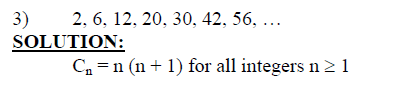 3) 2, 6, 12, 20, 30, 42, 56, …
SOLUTION:
Cn = n (n + 1) for all integers n ≥ 1